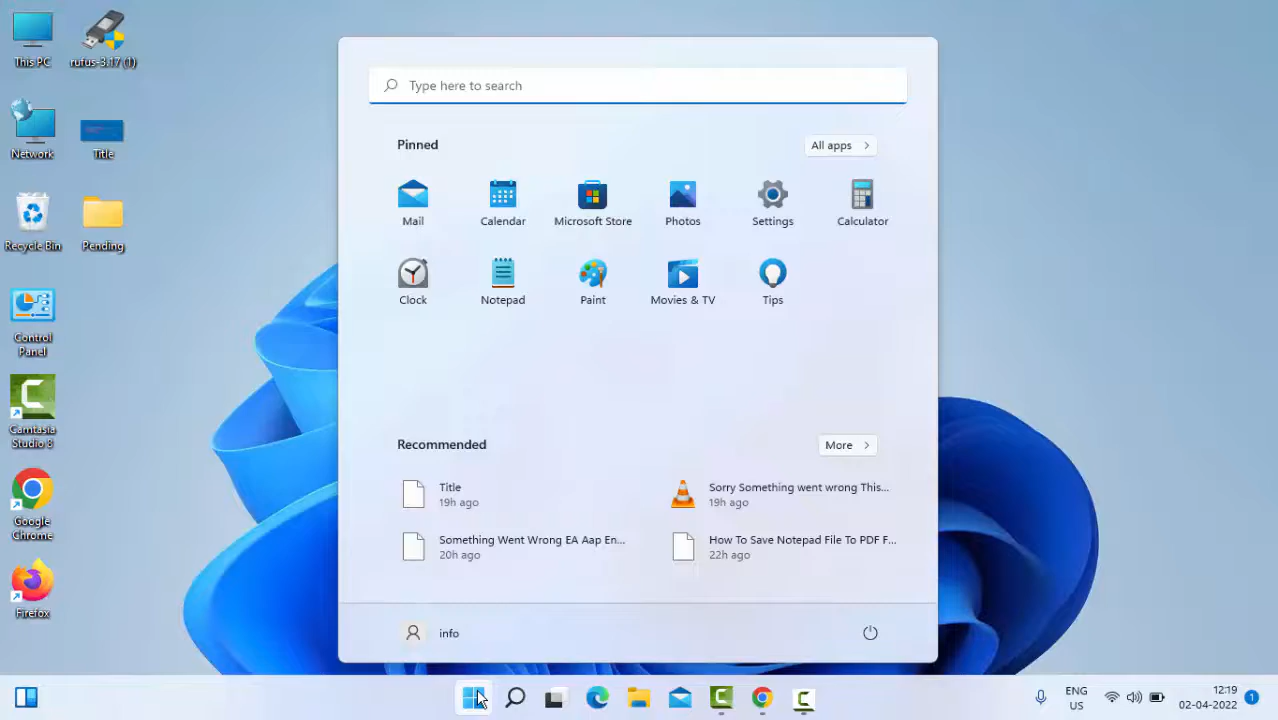 This PC
rufus-3.17 (1)
Network
Title
Recycle Bin
Pending
Control
Panel
Camtasia
Studio 8
Google
Chrome
Firefox
Type here to search
Pinned
All apps
Mail
Calendar
Microsoft Store
Photos
Settings
Calculator
Clock
Notepad
Paint
Movies & TV
Tips
Recommended
More
Title
19h ago
Sorry Something went wrong This...
19h ago
Something Went Wrong EA Aap En...
20h ago
How To Save Notepad File To PDF F...
22h ago
info
ENG
US
12:19
02-04-2022
1